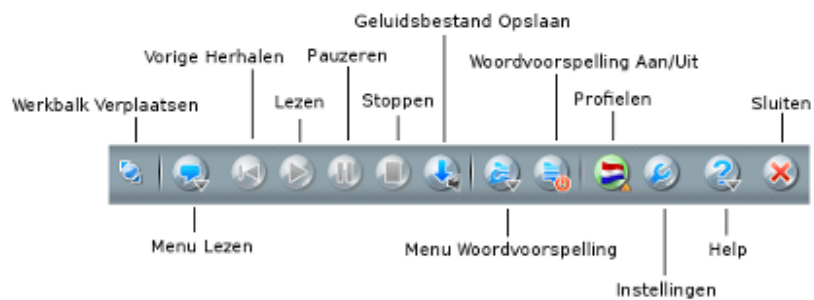 Geluidsbestand Opslaan
Vorige Herhalen
Pauzeren
Woordvoorspelling Aan/Uit
Werkbalk Verplaatsen
Lezen
Stoppen
Profielen
Sluiten
Menu Lezen
Menu Woordvoorspelling
Help
Instellingen